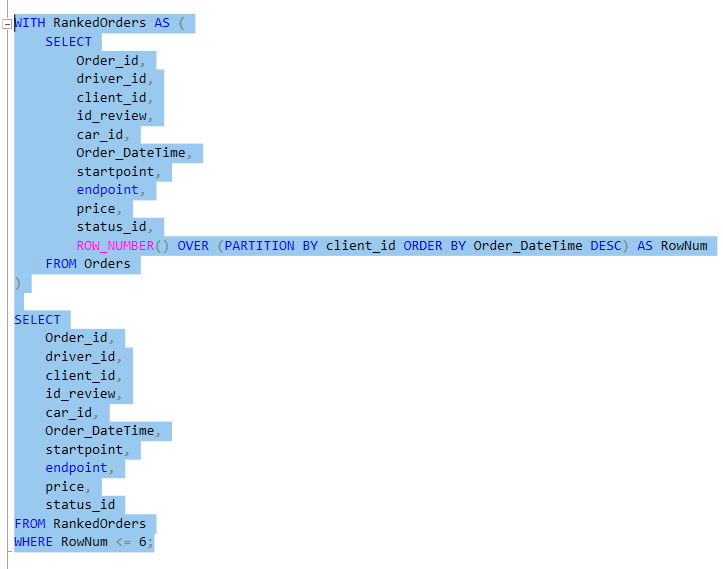 WITH RankedOrders AS (
    SELECT
        Order_id,
        driver_id,
        client_id,
        id_review,
        car_id,
        Order_DateTime,
        startpoint,
        endpoint,
        price,
        status_id,
        ROW_NUMBER() OVER (PARTITION BY client_id ORDER BY Order_DateTime DESC) AS RowNum
    FROM Orders
)
SELECT
    Order_id,
    driver_id,
    client_id,
    id_review,
    car_id,
    Order_DateTime,
    startpoint,
    endpoint,
    price,
    status_id
FROM RankedOrders
WHERE RowNum <= 6;